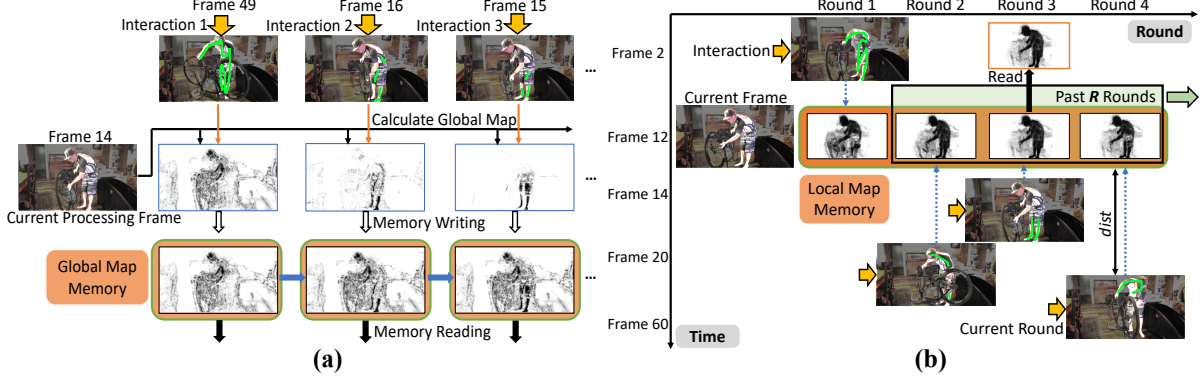 Frame 49
Frame 16
Frame 15
Interaction 1
Interaction 2
Interaction 3
...
Calculate Global Map
Frame 14
...
Current Processing Frame
Memory Writing
Global Map
Memory
...
Memory Reading
(a)
Round 1
Round 2
Round 3
Round 4
Round
Frame 2
Interaction
Read
Current Frame
Past R Rounds
Frame 12
Local Map
Memory
Frame 14
dist
Frame 20
Current Round
Frame 60
Time
(b)